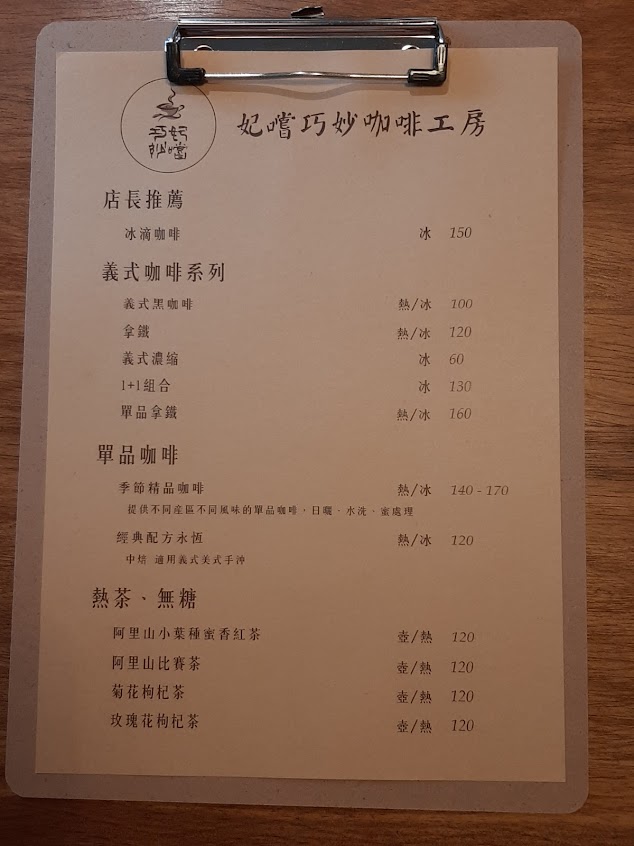 妃嚐巧妙
妃嚐巧妙咖啡工房
店長推薦
冰滴咖啡 冰 150
義式咖啡系列
義式黑咖啡 熱/冰 100
拿鐵 熱/冰 120
義式濃縮 冰 60
1+1組合 冰 130
單品拿鐵 熱/冰 160
單品咖啡
季節精品咖啡 熱/冰 140 - 170
提供不同產區不同風味的單品咖啡、日曬、水洗、蜜處理
經典配方永恆 熱/冰 120
中焙 適用義式美式手沖
熱茶、無糖
阿里山小葉種蜜香紅茶 壺/熱 120
阿里山比賽茶 壺/熱 120
菊花枸杞茶 壺/熱 120
玫瑰花枸杞茶 壺/熱 120